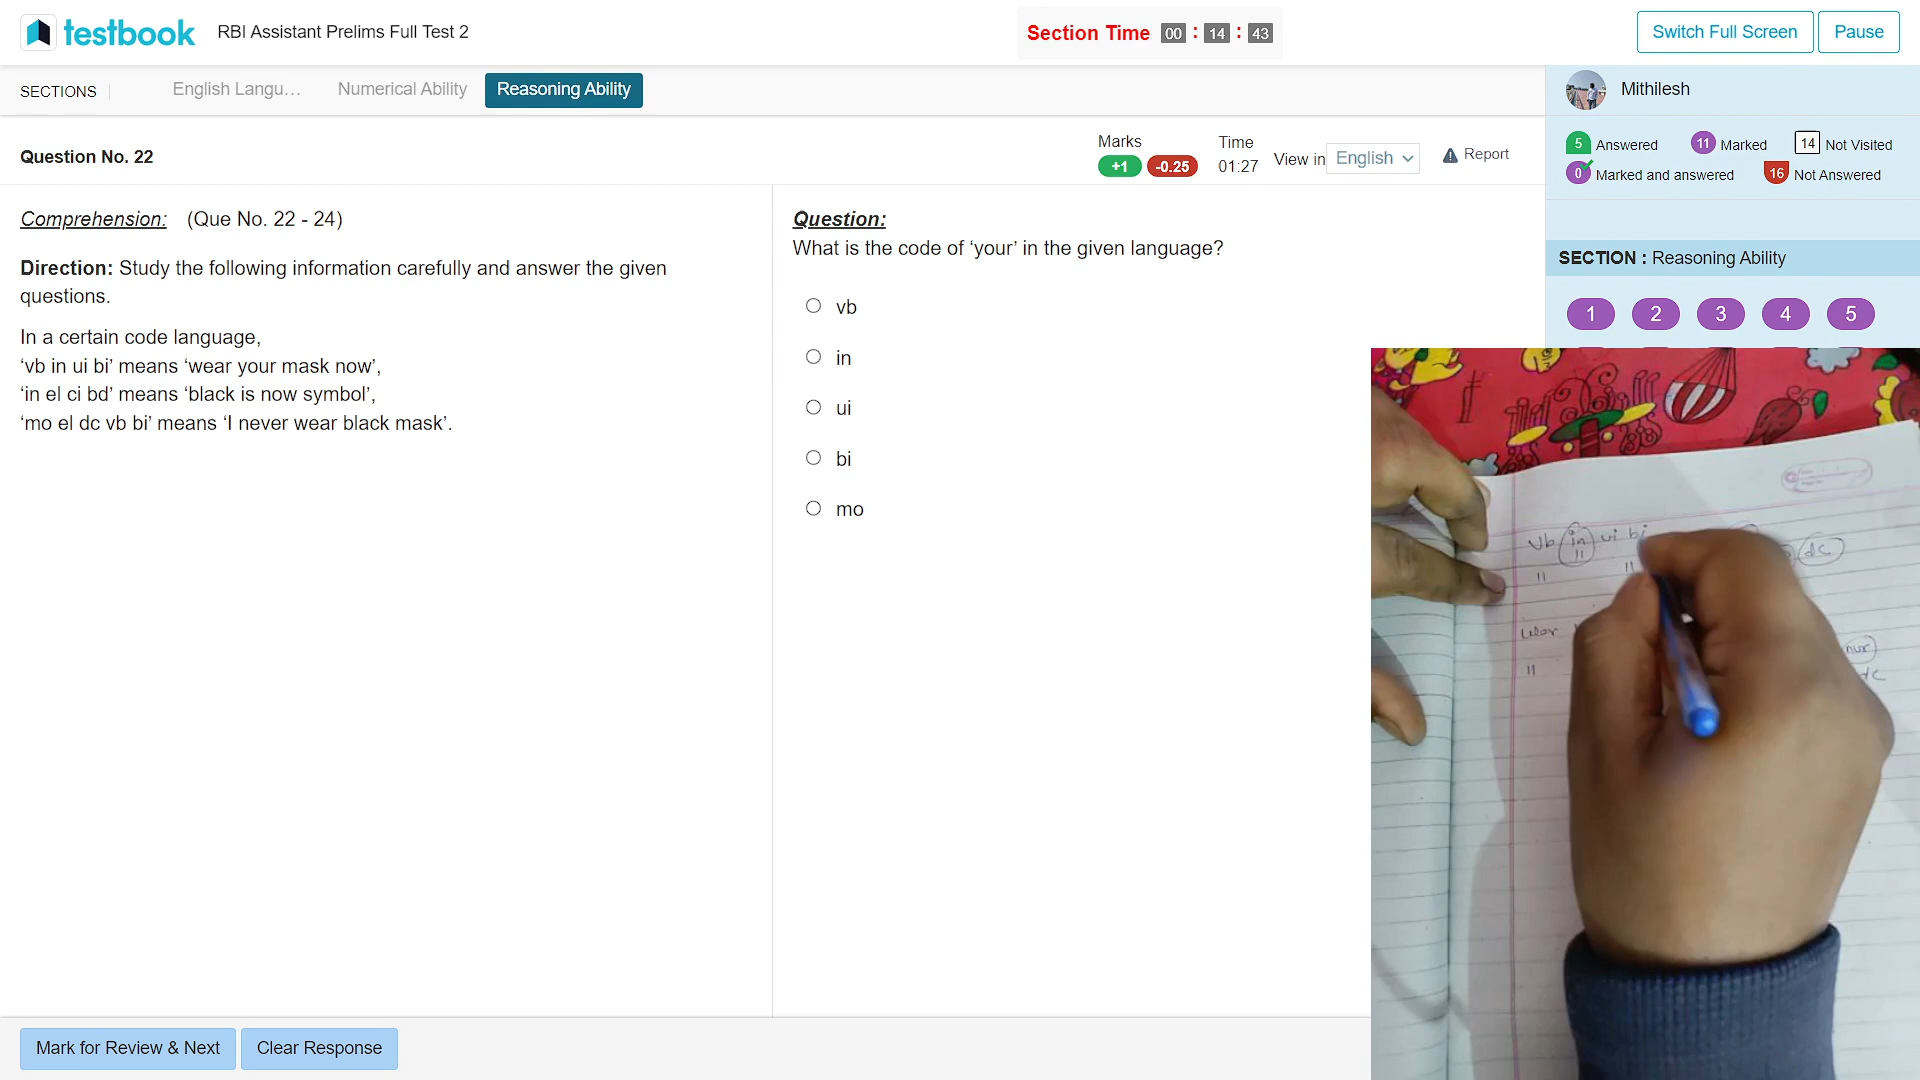 testbook
RBI Assistant Prelims Full Test 2
Section Time 00 : 14 : 43
Switch Full Screen
Pause
SECTIONS
English Langu...
Numerical Ability
Reasoning Ability
Mithilesh
5 Answered
11 Marked
14 Not Visited
0 Marked and answered
16 Not Answered
Question No. 22
Marks
+1 -0.25
Time
01:27
View in English
Report
SECTION : Reasoning Ability
1 2 3 4 5
Comprehension: (Que No. 22 - 24)
Direction: Study the following information carefully and answer the given
questions.
In a certain code language,
‘vb in ui bi’ means ‘wear your mask now’,
‘in el ci bd’ means ‘black is now symbol’,
‘mo el dc vb bi’ means ‘I never wear black mask’.
Question:
What is the code of ‘your’ in the given language?
vb
in
ui
bi
mo
Vb in ui bi
dc
wear
Mark for Review & Next
Clear Response